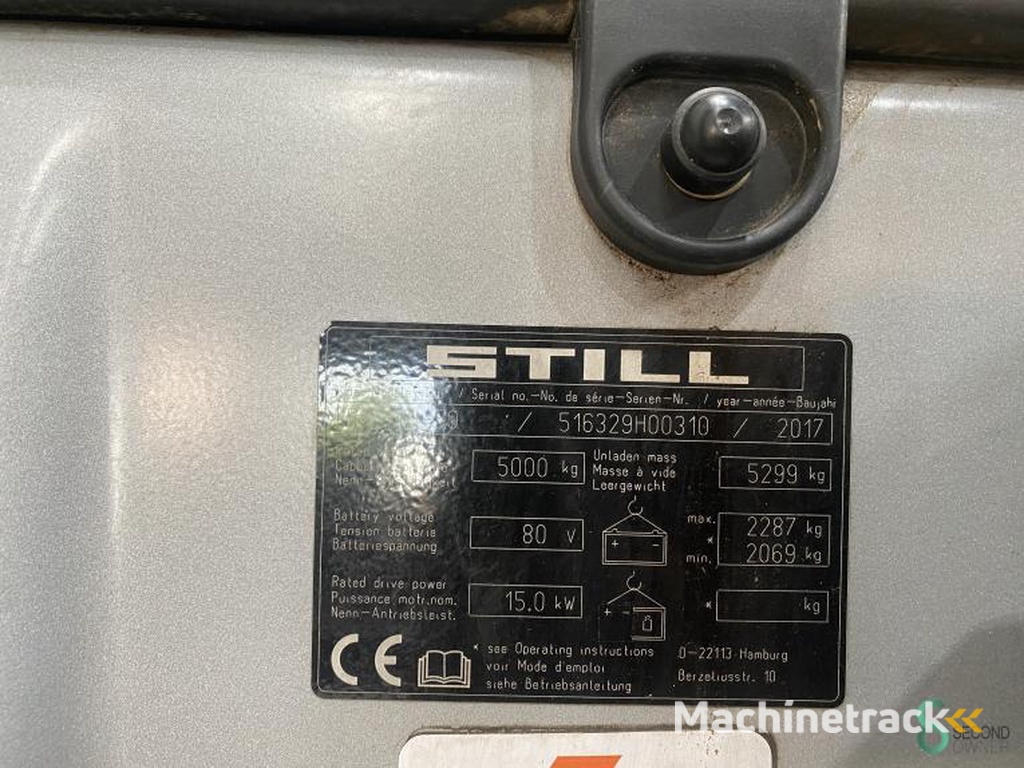 STILL
/ Serial no.-No. de série-Serien-Nr. / year-année-Baujahr
/ 516329H00310 / 2017
5000 kg
Unladen mass
Masse à vide
Leergewicht
5299 kg
Battery voltage
Tension batterie
Batteriespannung
80 V
+ -
max. 2287 kg
*
min. 2069 kg
Rated drive power
Puissance motr.nom.
Nenn-Antriebsleist.
15.0 kW
+ -
* kg
CE
* see Operating instructions
voir Mode d'emploi
siehe Betriebsanleitung
D-22113 Hamburg
Berzeliusstr. 10
Machinetrack
SECOND
OWNER